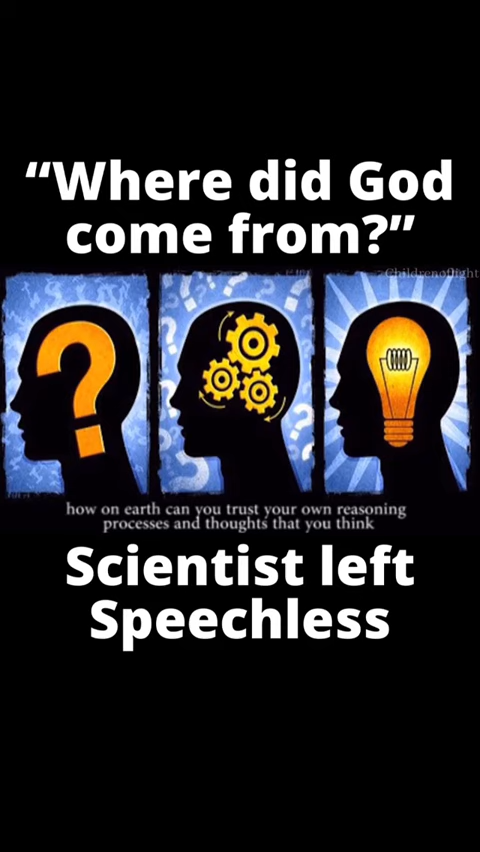 “Where did God
come from?”
Childrenoflight
how on earth can you trust your own reasoning
processes and thoughts that you think
Scientist left
Speechless